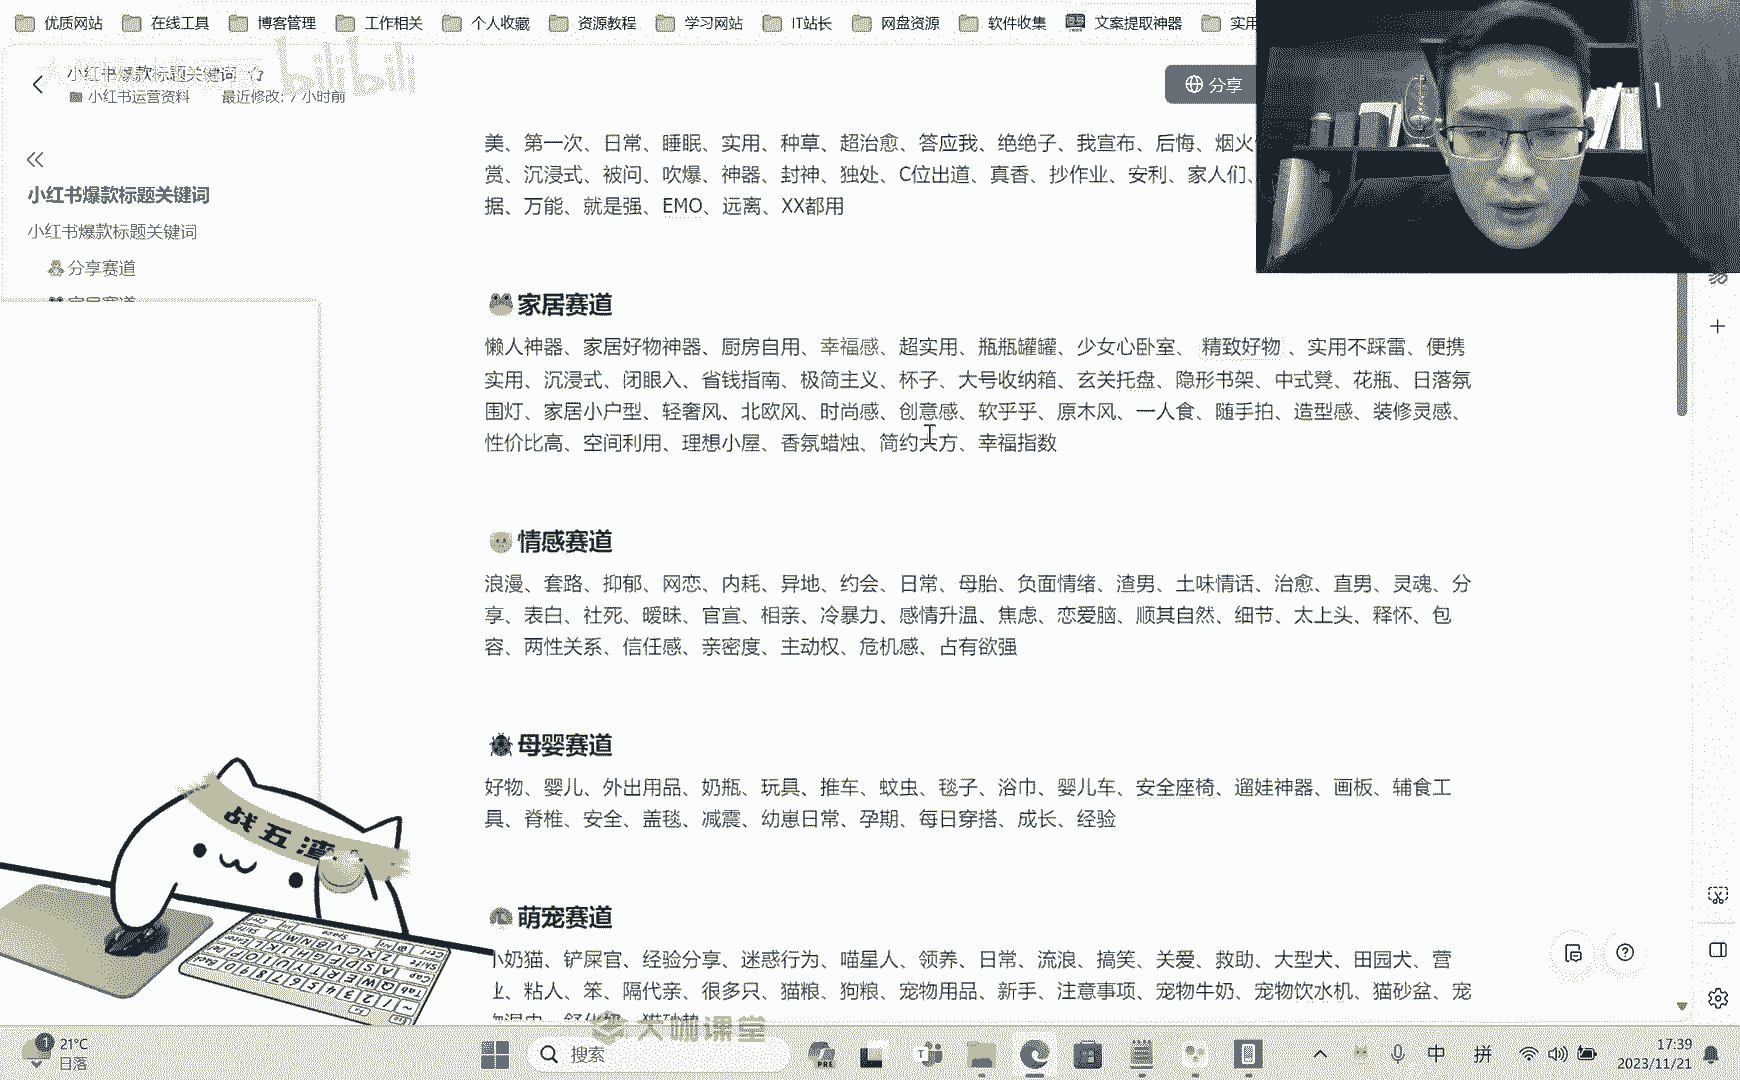 优质网站 在线工具 博客管理 工作相关 个人收藏 资源教程 学习网站 IT站长 网盘资源 软件收集 文案提取神器 实用
bilibili
小红书爆款标题关键词
小红书运营资料 最近修改: 7 小时前
分享
小红书爆款标题关键词
小红书爆款标题关键词
分享赛道
家居赛道
美、第一次、日常、睡眠、实用、种草、超治愈、答应我、绝绝子、我宣布、后悔、烟火
赏、沉浸式、被问、吹爆、神器、封神、独处、C位出道、真香、抄作业、安利、家人们、
据、万能、就是强、EMO、远离、XX都用
家居赛道
懒人神器、家居好物神器、厨房自用、幸福感、超实用、瓶瓶罐罐、少女心卧室、 精致好物 、实用不踩雷、便携
实用、沉浸式、闭眼入、省钱指南、极简主义、杯子、大号收纳箱、玄关托盘、隐形书架、中式凳、花瓶、日落氛
围灯、家居小户型、轻奢风、北欧风、时尚感、创意感、软乎乎、原木风、一人食、随手拍、造型感、装修灵感、
性价比高、空间利用、理想小屋、香氛蜡烛、简约大方、幸福指数
情感赛道
浪漫、套路、抑郁、网恋、内耗、异地、约会、日常、母胎、负面情绪、渣男、土味情话、治愈、直男、灵魂、分
享、表白、社死、暧昧、官宣、相亲、冷暴力、感情升温、焦虑、恋爱脑、顺其自然、细节、太上头、释怀、包
容、两性关系、信任感、亲密度、主动权、危机感、占有欲强
母婴赛道
好物、婴儿、外出用品、奶瓶、玩具、推车、蚊虫、毯子、浴巾、婴儿车、安全座椅、遛娃神器、画板、辅食工
具、脊椎、安全、盖毯、减震、幼崽日常、孕期、每日穿搭、成长、经验
萌宠赛道
小奶猫、铲屎官、经验分享、迷惑行为、喵星人、领养、日常、流浪、搞笑、关爱、救助、大型犬、田园犬、营
业、粘人、笨、隔代亲、很多只、猫粮、狗粮、宠物用品、新手、注意事项、宠物牛奶、宠物饮水机、猫砂盆、宠
战五渣
大咖课堂
1 21°C
日落
搜索
PRE
中 拼
17:39
2023/11/21